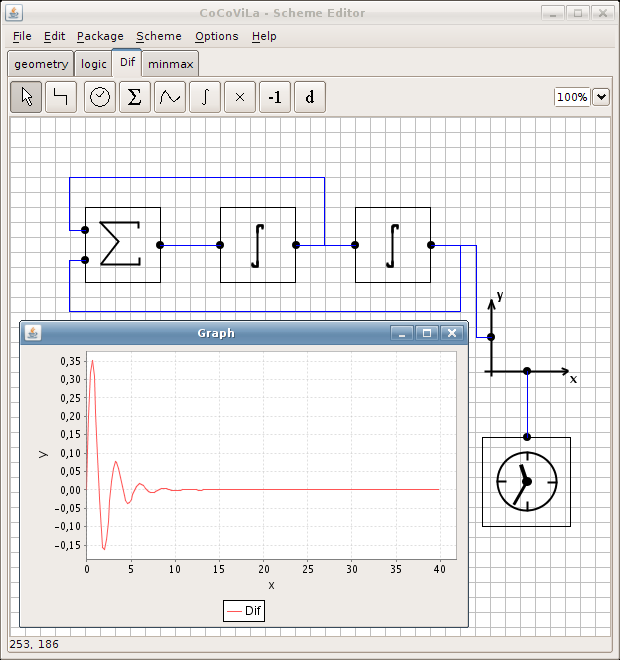 CoCoViLa - Scheme Editor
File Edit Package Scheme Options Help
geometry logic Dif minmax
Σ ∫ × -1 d 100%
Σ ∫ ∫
y
x
Graph
0,35
0,30
0,25
0,20
0,15
0,10
0,05
0,00
-0,05
-0,10
-0,15
y
0 5 10 15 20 25 30 35 40
x
Dif
253, 186